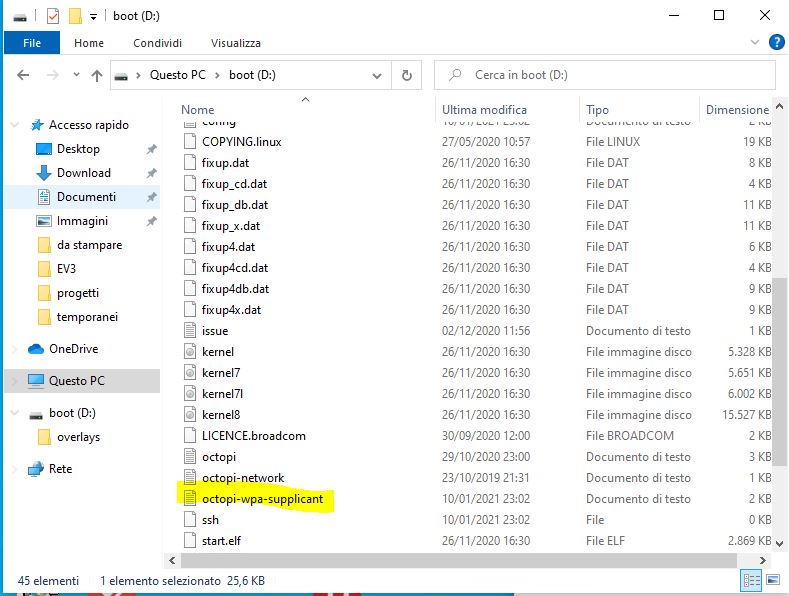 boot (D:)
File Home Condividi Visualizza
Questo PC boot (D:) Cerca in boot (D:)
Nome Ultima modifica Tipo Dimensione
Accesso rapido
Desktop
Download
Documenti
Immagini
da stampare
EV3
progetti
temporanei
OneDrive
Questo PC
boot (D:)
overlays
Rete
config 10/01/2021 23:02 Documento di testo 2 KB
COPYING.linux 27/05/2020 10:57 File LINUX 19 KB
fixup.dat 26/11/2020 16:30 File DAT 8 KB
fixup_cd.dat 26/11/2020 16:30 File DAT 4 KB
fixup_db.dat 26/11/2020 16:30 File DAT 11 KB
fixup_x.dat 26/11/2020 16:30 File DAT 11 KB
fixup4.dat 26/11/2020 16:30 File DAT 6 KB
fixup4cd.dat 26/11/2020 16:30 File DAT 4 KB
fixup4db.dat 26/11/2020 16:30 File DAT 9 KB
fixup4x.dat 26/11/2020 16:30 File DAT 9 KB
issue 02/12/2020 11:56 Documento di testo 1 KB
kernel 26/11/2020 16:30 File immagine disco 5.328 KB
kernel7 26/11/2020 16:30 File immagine disco 5.651 KB
kernel7l 26/11/2020 16:30 File immagine disco 6.002 KB
kernel8 26/11/2020 16:30 File immagine disco 15.527 KB
LICENCE.broadcom 30/09/2020 12:00 File BROADCOM 2 KB
octopi 29/10/2020 23:00 Documento di testo 3 KB
octopi-network 23/10/2019 21:31 Documento di testo 1 KB
octopi-wpa-supplicant 10/01/2021 23:02 Documento di testo 2 KB
ssh 10/01/2021 23:02 File 0 KB
start.elf 26/11/2020 16:30 File ELF 2.869 KB
45 elementi 1 elemento selezionato 25,6 KB